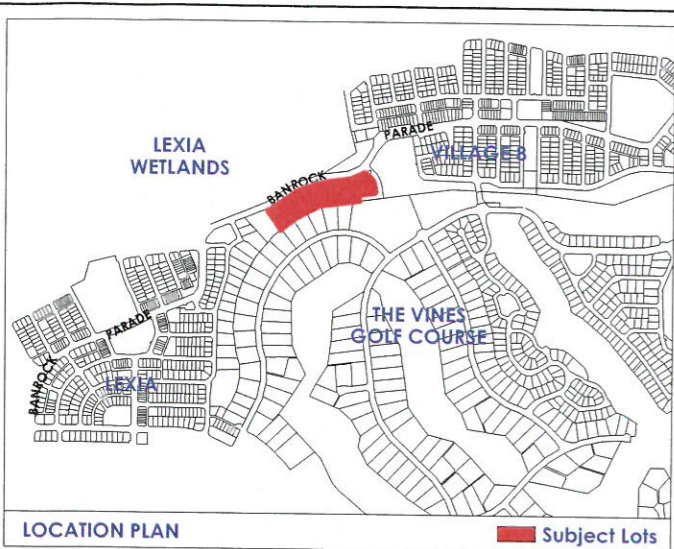 LEXIA
WETLANDS
PARADE
VILLAGE 8
BANROCK
THE VINES
GOLF COURSE
PARADE
BANROCK
LEXIA
LOCATION PLAN
Subject Lots